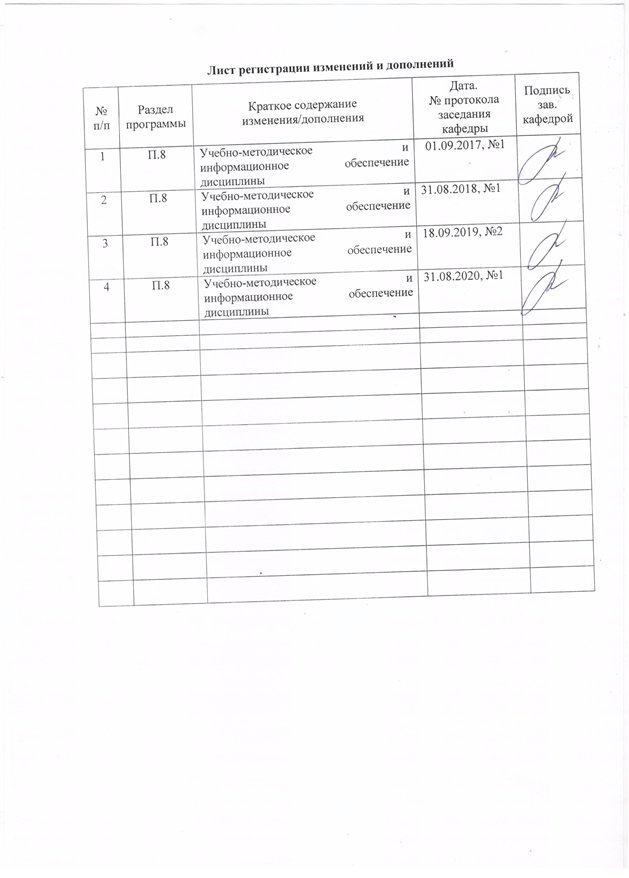 Лист регистрации изменений и дополнений
№ п/п Раздел программы Краткое содержание изменения/дополнения Дата. № протокола заседания кафедры Подпись зав. кафедрой
1 П.8 Учебно-методическое и 01.09.2017, №1
информационное обеспечение
дисциплины
2 П.8 Учебно-методическое и 31.08.2018, №1
информационное обеспечение
дисциплины
3 П.8 Учебно-методическое и 18.09.2019, №2
информационное обеспечение
дисциплины
4 П.8 Учебно-методическое и 31.08.2020, №1
информационное обеспечение
дисциплины